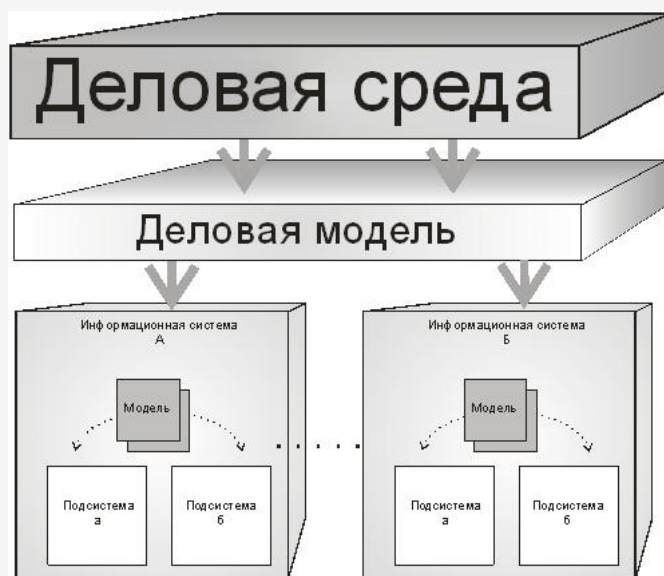 Деловая среда
Деловая модель
Информационная система
А
Модель
Подсистема
а
Подсистема
б
Информационная система
Б
Модель
Подсистема
а
Подсистема
б